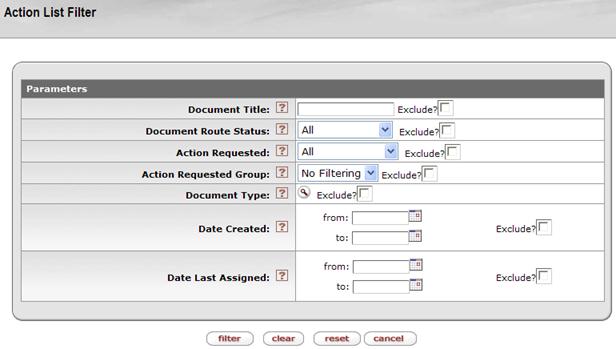 Action List Filter
Parameters
Document Title: ? Exclude?
Document Route Status: ? All Exclude?
Action Requested: ? All Exclude?
Action Requested Group: ? No Filtering Exclude?
Document Type: ? Exclude?
Date Created: ? from: to: Exclude?
Date Last Assigned: ? from: to: Exclude?
filter clear reset cancel